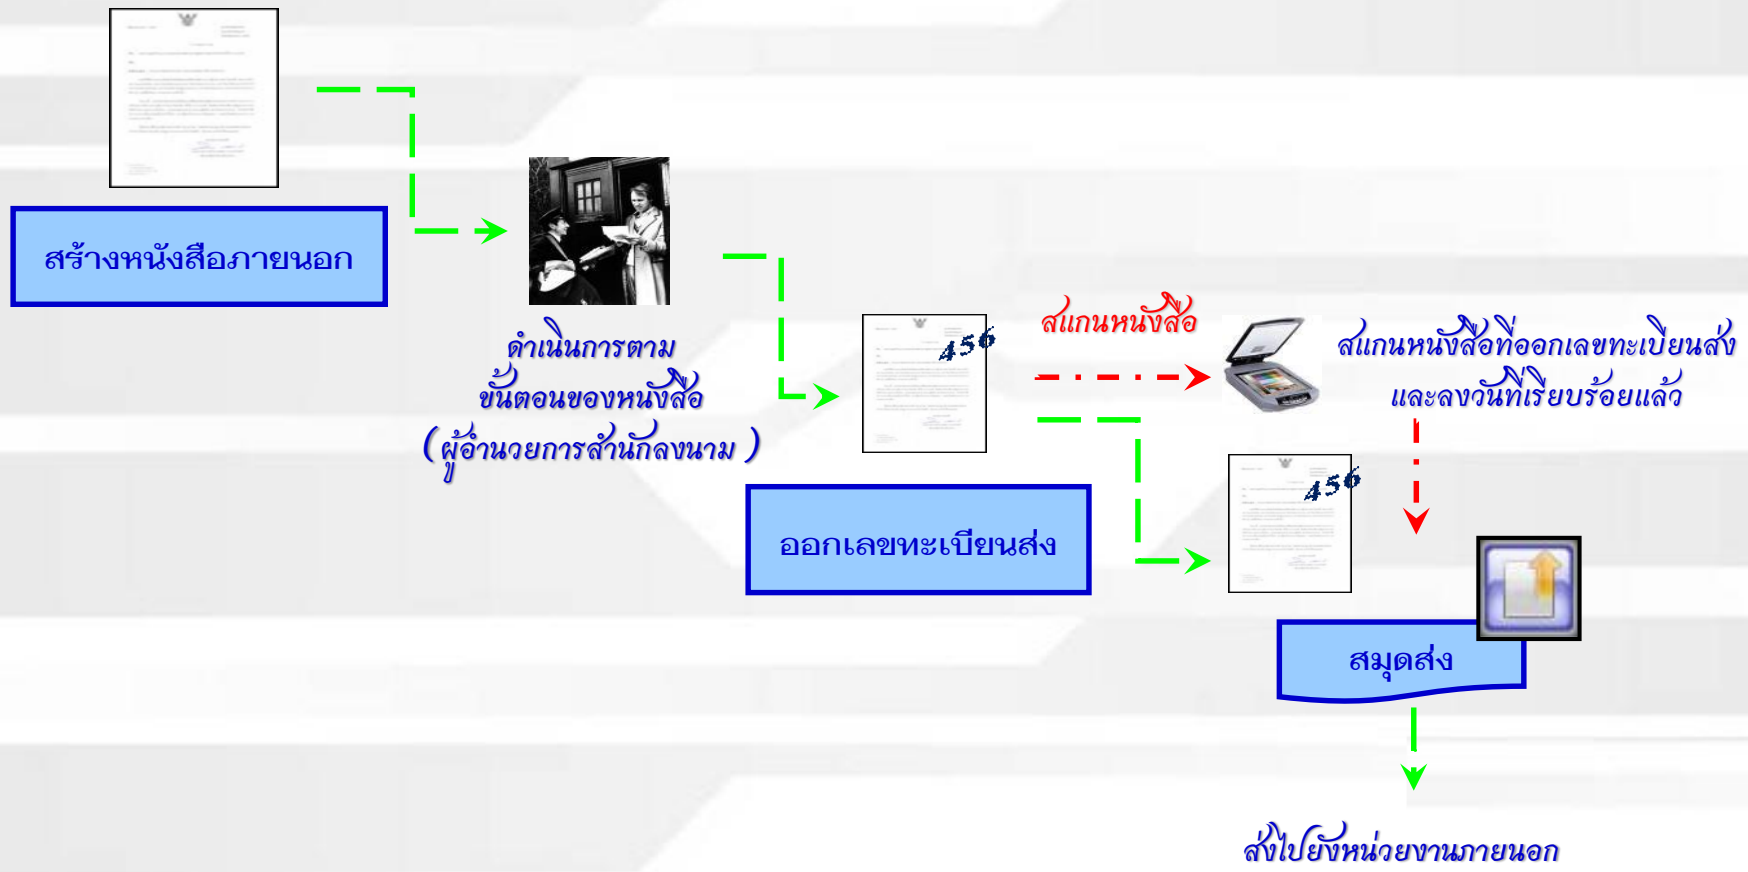 สร้างหนังสือภายนอก
ดำเนินการตาม
ขั้นตอนของหนังสือ
(ผู้อำนวยการสำนักลงนาม )
456
สแกนหนังสือ
สแกนหนังสือที่ออกเลขทะเบียนส่ง
และลงวันที่เรียบร้อยแล้ว
ออกเลขทะเบียนส่ง
456
สมุดส่ง
ส่งไปยังหน่วยงานภายนอก